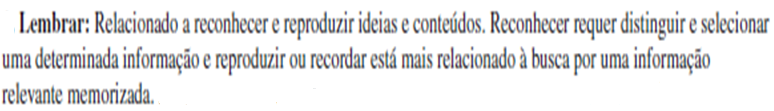 Lembrar: Relacionado a reconhecer e reproduzir ideias e conteúdos. Reconhecer requer distinguir e selecionar
uma determinada informação e reproduzir ou recordar está mais relacionado à busca por uma informação
relevante memorizada.